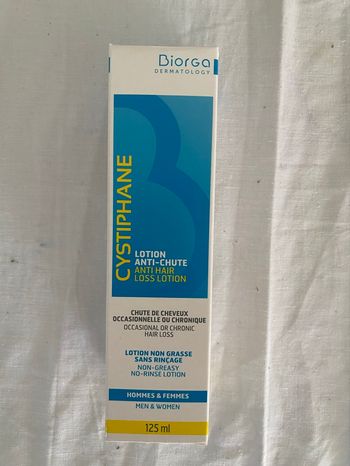 Biorga
DERMATOLOGY
CYSTIPHANE
LOTION
ANTI-CHUTE
ANTI HAIR
LOSS LOTION
CHUTE DE CHEVEUX
OCCASIONNELLE OU CHRONIQUE
OCCASIONAL OR CHRONIC
HAIR LOSS
LOTION NON GRASSE
SANS RINÇAGE
NON-GREASY
NO-RINSE LOTION
HOMMES & FEMMES
MEN & WOMEN
125 ml